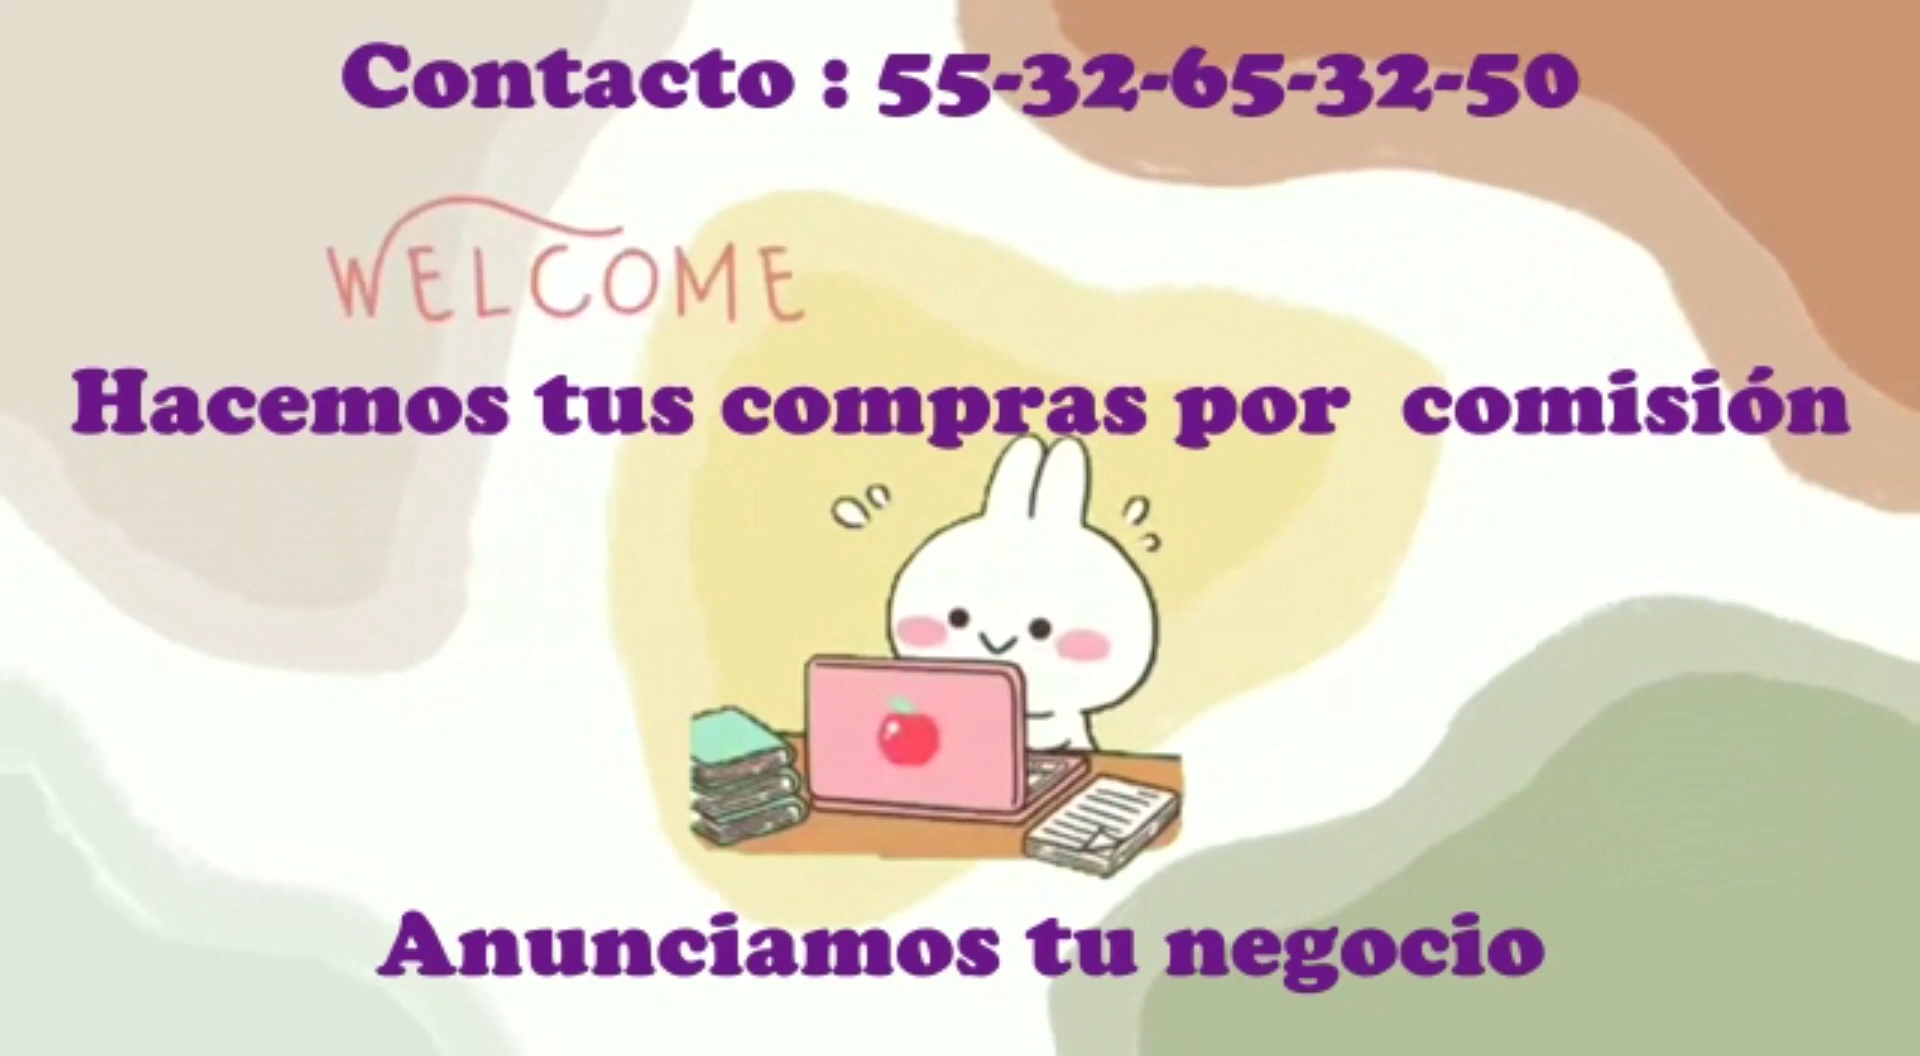 Contacto : 55-32-65-32-50
WELCOME
Hacemos tus compras por comisión
Anunciamos tu negocio